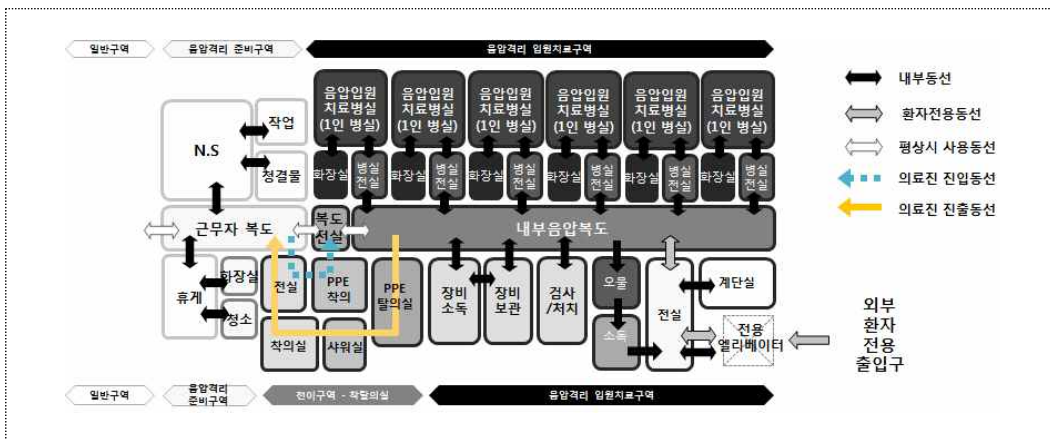 일반구역
음압격리 준비구역
음압격리 입원치료구역
음압입원
치료병실
(1인 병실)
음압입원
치료병실
(1인 병실)
음압입원
치료병실
(1인 병실)
음압입원
치료병실
(1인 병실)
음압입원
치료병실
(1인 병실)
음압입원
치료병실
(1인 병실)
내부동선
환자전용동선
평상시 사용동선
의료진 진입동선
의료진 진출동선
N.S
작업
청결물
화장실
병실
전실
화장실
병실
전실
화장실
병실
전실
화장실
병실
전실
화장실
병실
전실
화장실
병실
전실
근무자 복도
복도
전실
내부음압복도
휴게
화장실
청소
전실
PPE
착의
PPE
탈의실
착의실
샤워실
장비
소독
장비
보관
검사
/처치
오물
소독
전실
계단실
전용
엘리베이터
외부
환자
전용
출입구
일반구역
음압격리
준비구역
전이구역 - 착탈의실
음압격리 입원치료구역